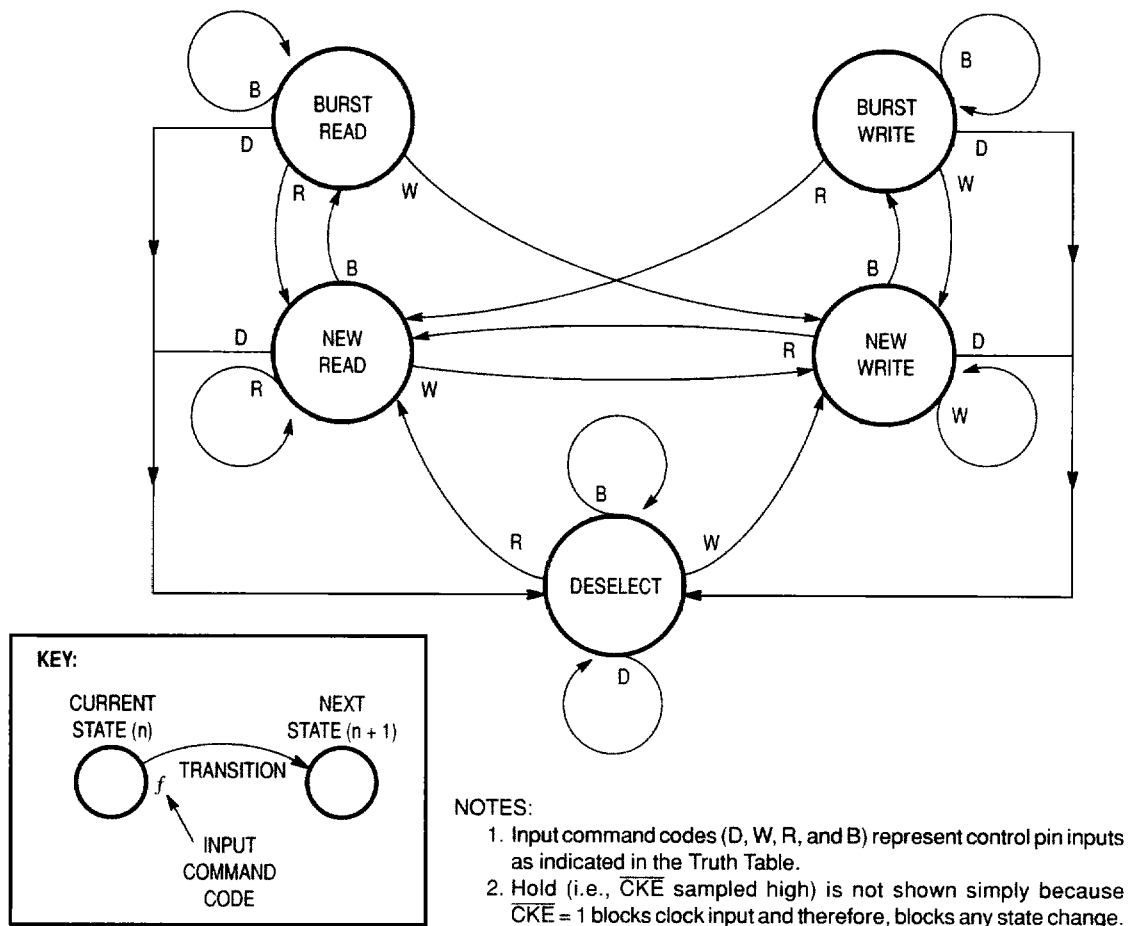 BURST
READ
BURST
WRITE
B
B
D
D
R
W
R
W
B
B
NEW
READ
NEW
WRITE
D
R
D
R
W
W
B
R
W
DESELECT
D
KEY:
CURRENT
STATE (n)
NEXT
STATE (n + 1)
TRANSITION
f
INPUT
COMMAND
CODE
NOTES:
1. Input command codes (D, W, R, and B) represent control pin inputs
as indicated in the Truth Table.
2. Hold (i.e., CKE sampled high) is not shown simply because
CKE = 1 blocks clock input and therefore, blocks any state change.